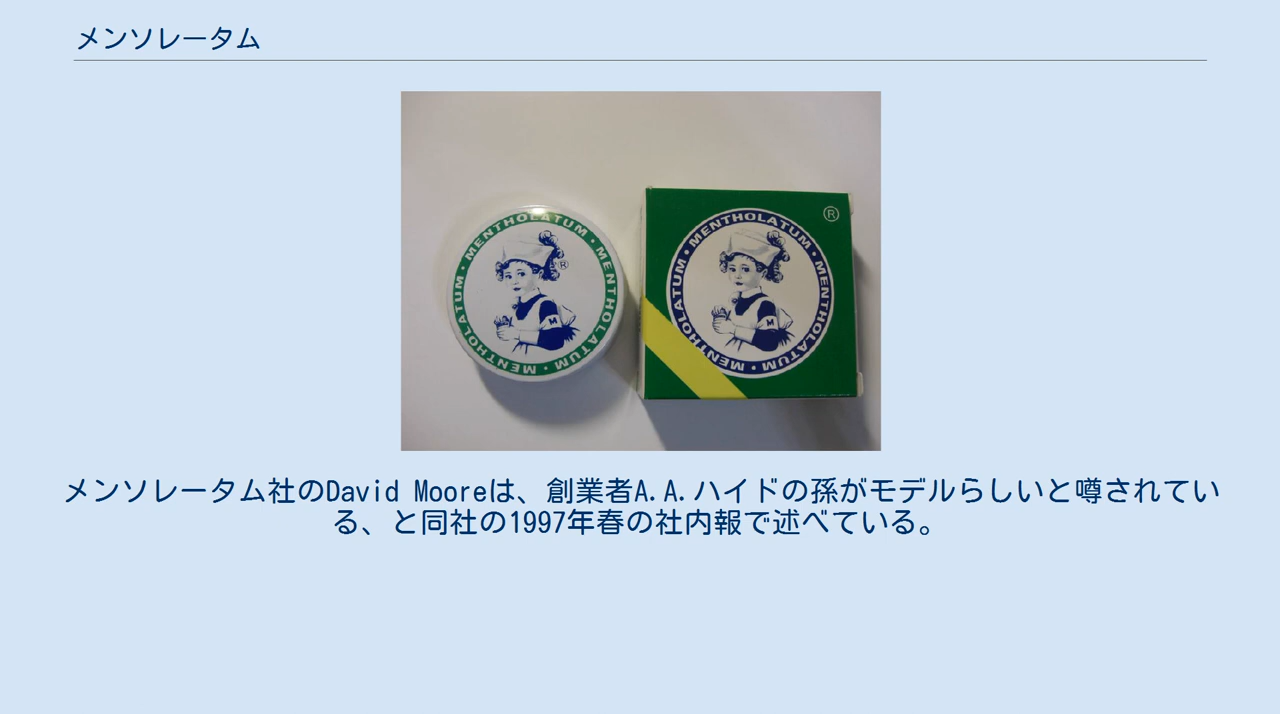 メンソレータム
MENTHOLATUM・MENTHOLATUM・MENTHOLATUM・
®
M
®
MENTHOLATUM・MENTHOLATUM・MENTHOLATUM・
M
メンソレータム社のDavid Mooreは、創業者A.A.ハイドの孫がモデルらしいと噂されてい
る、と同社の1997年春の社内報で述べている。